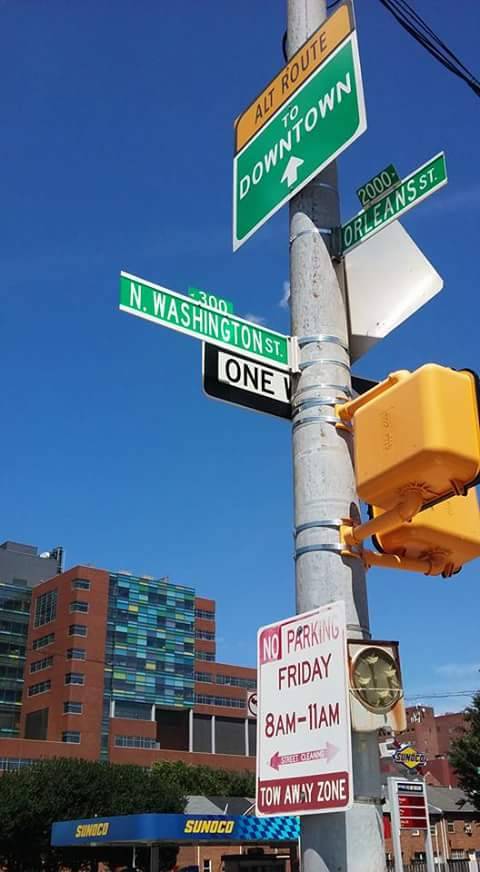 ALT ROUTE
TO
DOWNTOWN
2000
ORLEANS ST.
300
N. WASHINGTON ST.
ONE
NO PARKING
FRIDAY
8AM-11AM
STREET CLEANING
TOW AWAY ZONE
SUNOCO
SUNOCO SUNOCO